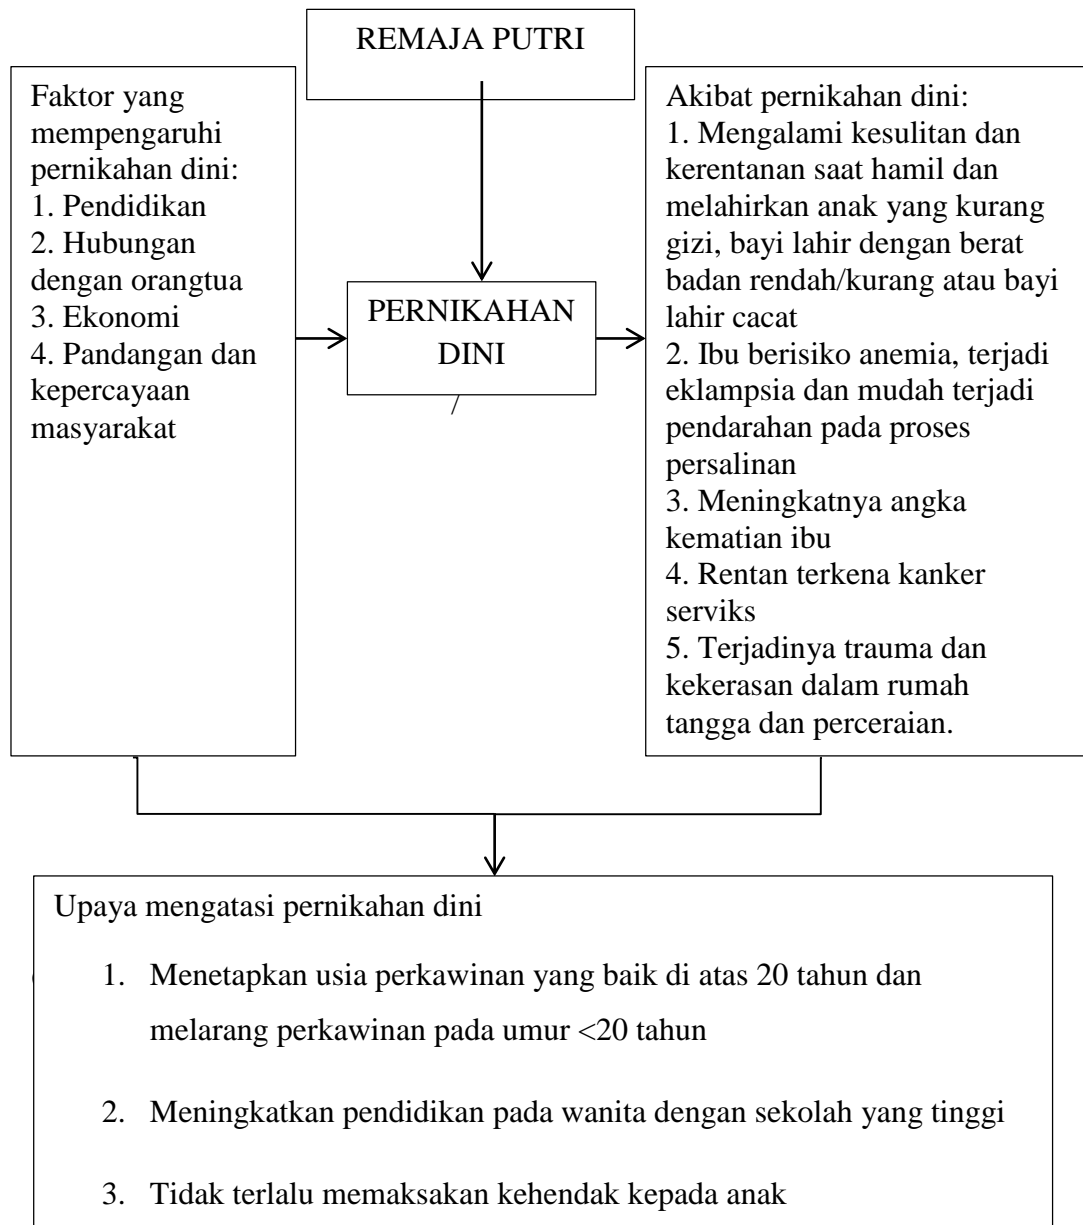 REMAJA PUTRI
Faktor yang
mempengaruhi
pernikahan dini:
1. Pendidikan
2. Hubungan
dengan orangtua
3. Ekonomi
4. Pandangan dan
kepercayaan
masyarakat
PERNIKAHAN
DINI
Akibat pernikahan dini:
1. Mengalami kesulitan dan
kerentanan saat hamil dan
melahirkan anak yang kurang
gizi, bayi lahir dengan berat
badan rendah/kurang atau bayi
lahir cacat
2. Ibu berisiko anemia, terjadi
eklampsia dan mudah terjadi
pendarahan pada proses
persalinan
3. Meningkatnya angka
kematian ibu
4. Rentan terkena kanker
serviks
5. Terjadinya trauma dan
kekerasan dalam rumah
tangga dan perceraian.
Upaya mengatasi pernikahan dini
1. Menetapkan usia perkawinan yang baik di atas 20 tahun dan
melarang perkawinan pada umur <20 tahun
2. Meningkatkan pendidikan pada wanita dengan sekolah yang tinggi
3. Tidak terlalu memaksakan kehendak kepada anak